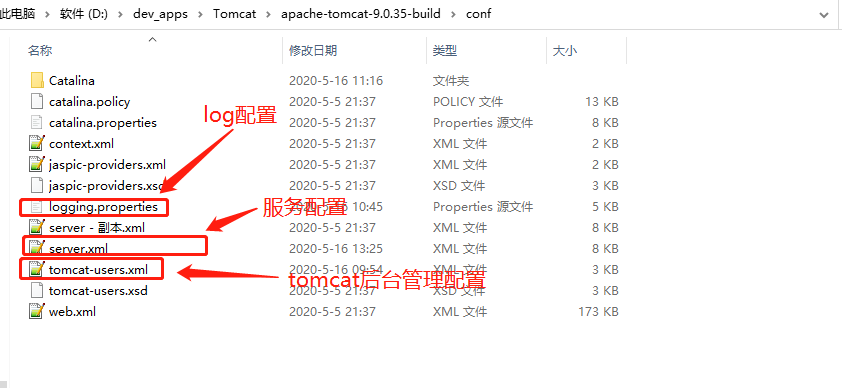 此电脑 > 软件 (D:) > dev_apps > Tomcat > apache-tomcat-9.0.35-build > conf
名称 修改日期 类型 大小
Catalina 2020-5-16 11:16 文件夹
catalina.policy 2020-5-5 21:37 POLICY 文件 13 KB
catalina.properties 2020-5-5 21:37 Properties 源文件 8 KB
log配置
context.xml 2020-5-5 21:37 XML 文件 2 KB
jaspic-providers.xml 2020-5-5 21:37 XML 文件 2 KB
jaspic-providers.xsd 2020-5-5 21:37 XSD 文件 3 KB
logging.properties 10:45 Properties 源文件 5 KB
服务配置
server - 副本.xml 2020-5-5 21:37 XML 文件 8 KB
server.xml 2020-5-16 13:25 XML 文件 8 KB
tomcat-users.xml 2020-5-16 09:54 XML 文件 3 KB
tomcat后台管理配置
tomcat-users.xsd 2020-5-5 21:37 XSD 文件 3 KB
web.xml 2020-5-5 21:37 XML 文件 173 KB